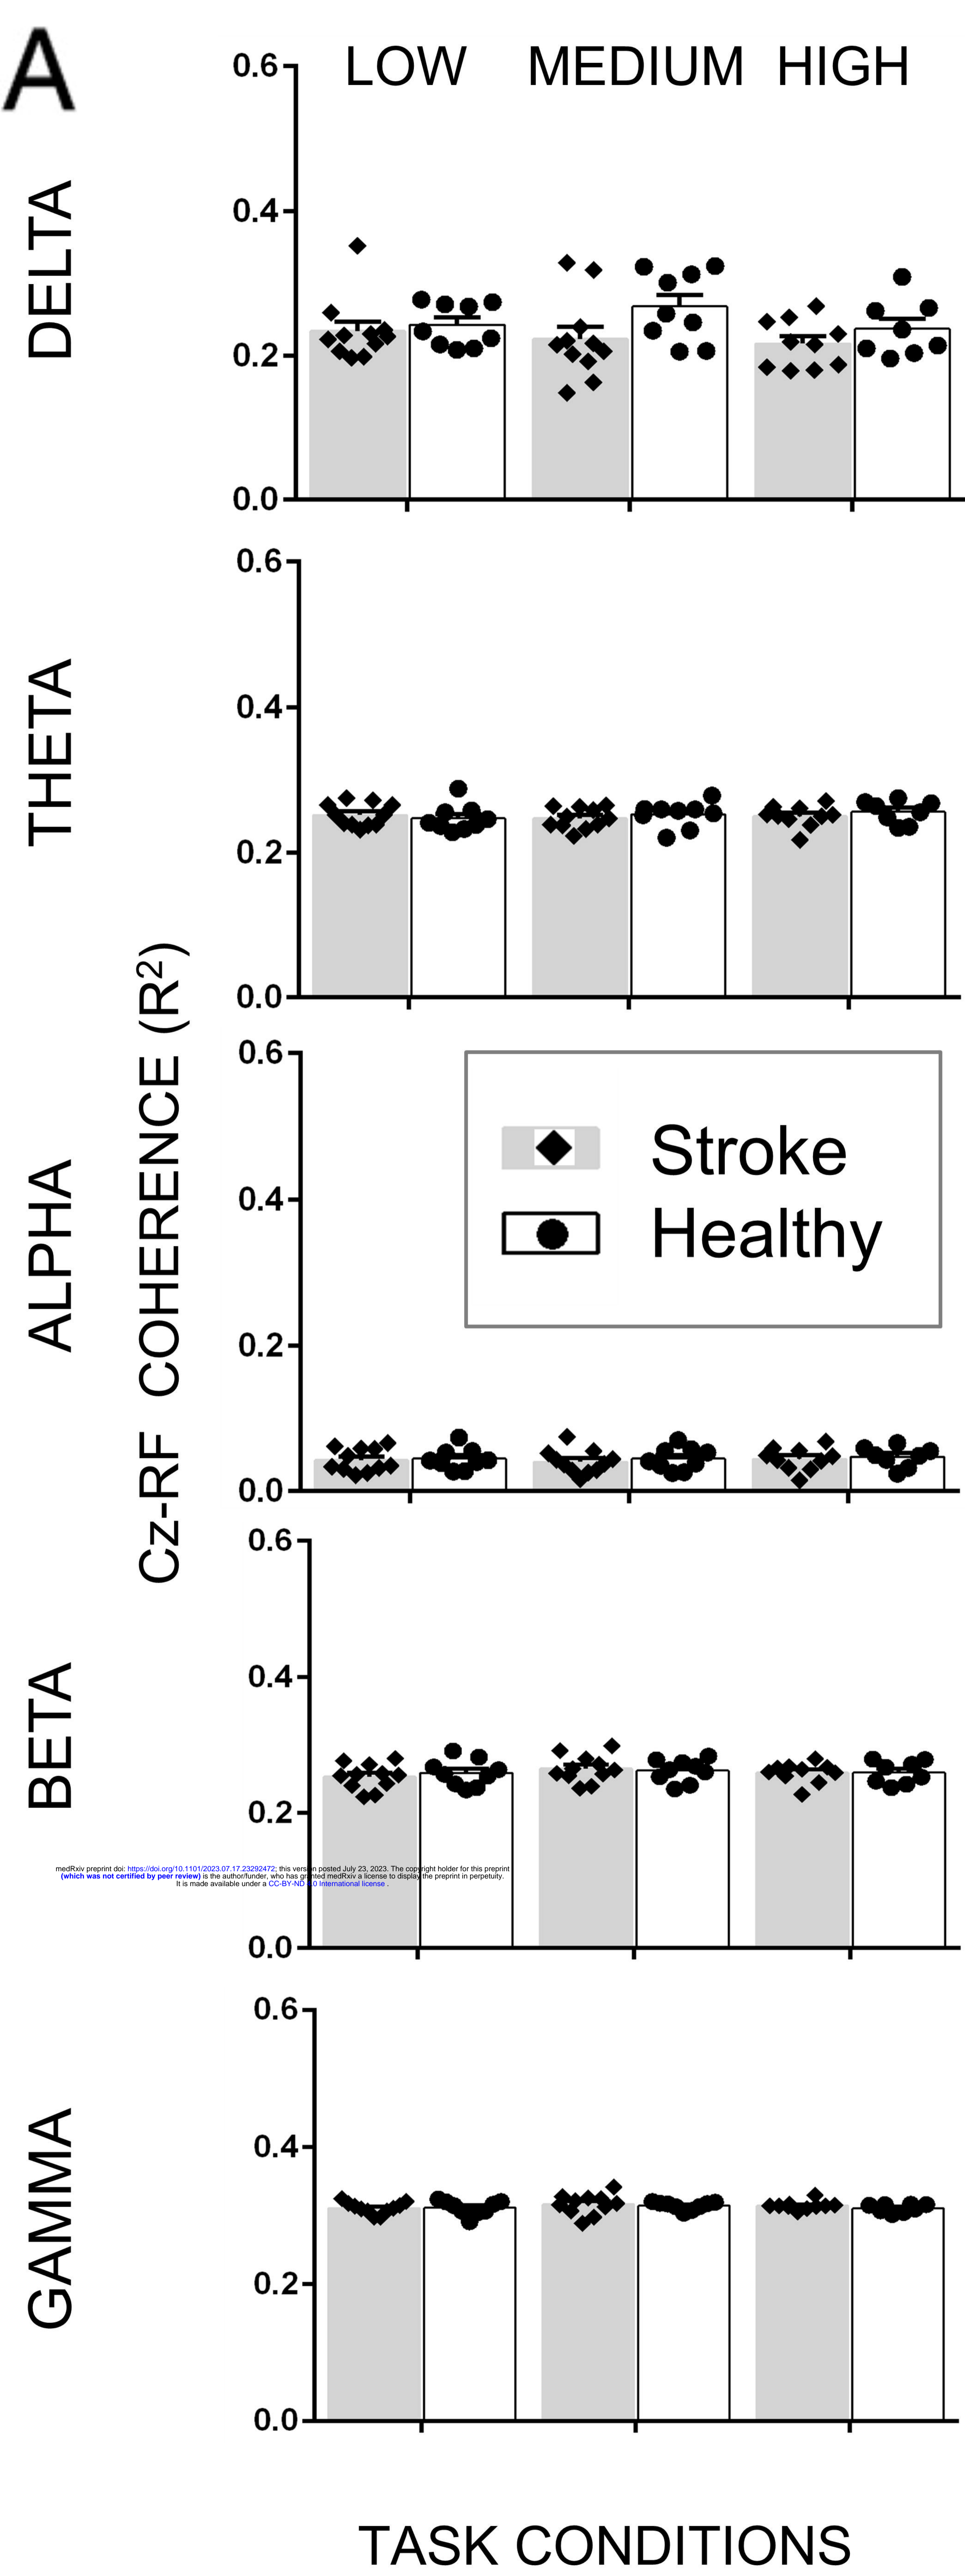 A
LOW MEDIUM HIGH
DELTA
0.6
0.4
0.2
0.0
THETA
0.6
0.4
0.2
0.0
Cz-RF COHERENCE (R²)
ALPHA
0.6
0.4
0.2
0.0
Stroke
Healthy
BETA
0.6
0.4
0.2
0.0
medRxiv preprint doi: https://doi.org/10.1101/2023.07.17.23292472; this version posted July 23, 2023. The copyright holder for this preprint
(which was not certified by peer review) is the author/funder, who has granted medRxiv a license to display the preprint in perpetuity.
It is made available under a CC-BY-ND 4.0 International license .
GAMMA
0.6
0.4
0.2
0.0
TASK CONDITIONS